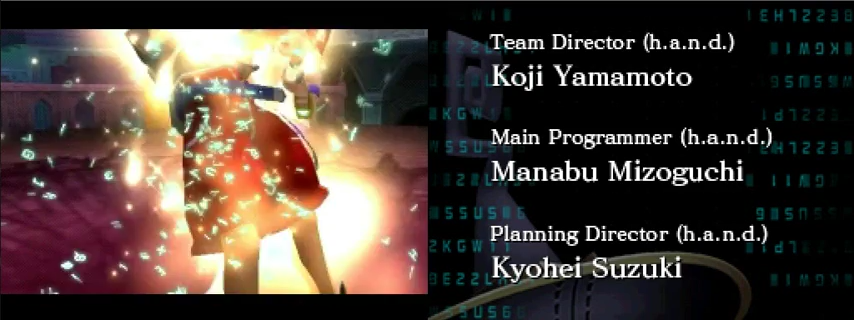 Team Director (h.a.n.d.)
Koji Yamamoto
Main Programmer (h.a.n.d.)
Manabu Mizoguchi
Planning Director (h.a.n.d.)
Kyohei Suzuki